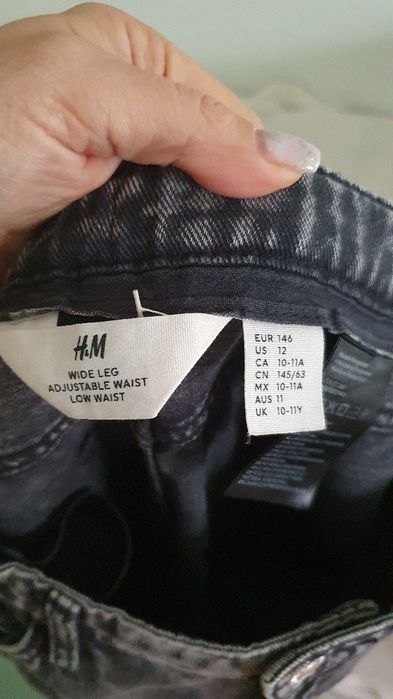 H&M
WIDE LEG
ADJUSTABLE WAIST
LOW WAIST
EUR 146
US 12
CA 10-11A
CN 145/63
MX 10-11A
AUS 11
UK 10-11Y